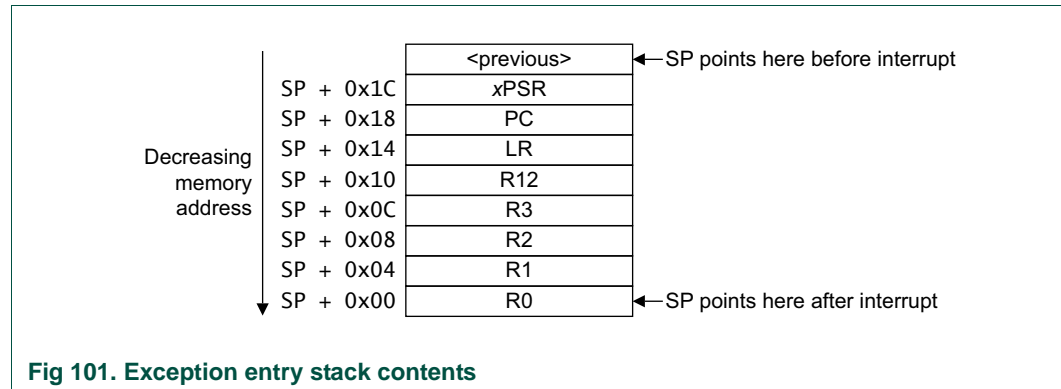 <previous>
SP points here before interrupt
SP + 0x1C xPSR
SP + 0x18 PC
SP + 0x14 LR
Decreasing memory address
SP + 0x10 R12
SP + 0x0C R3
SP + 0x08 R2
SP + 0x04 R1
SP + 0x00 R0
SP points here after interrupt
Fig 101. Exception entry stack contents